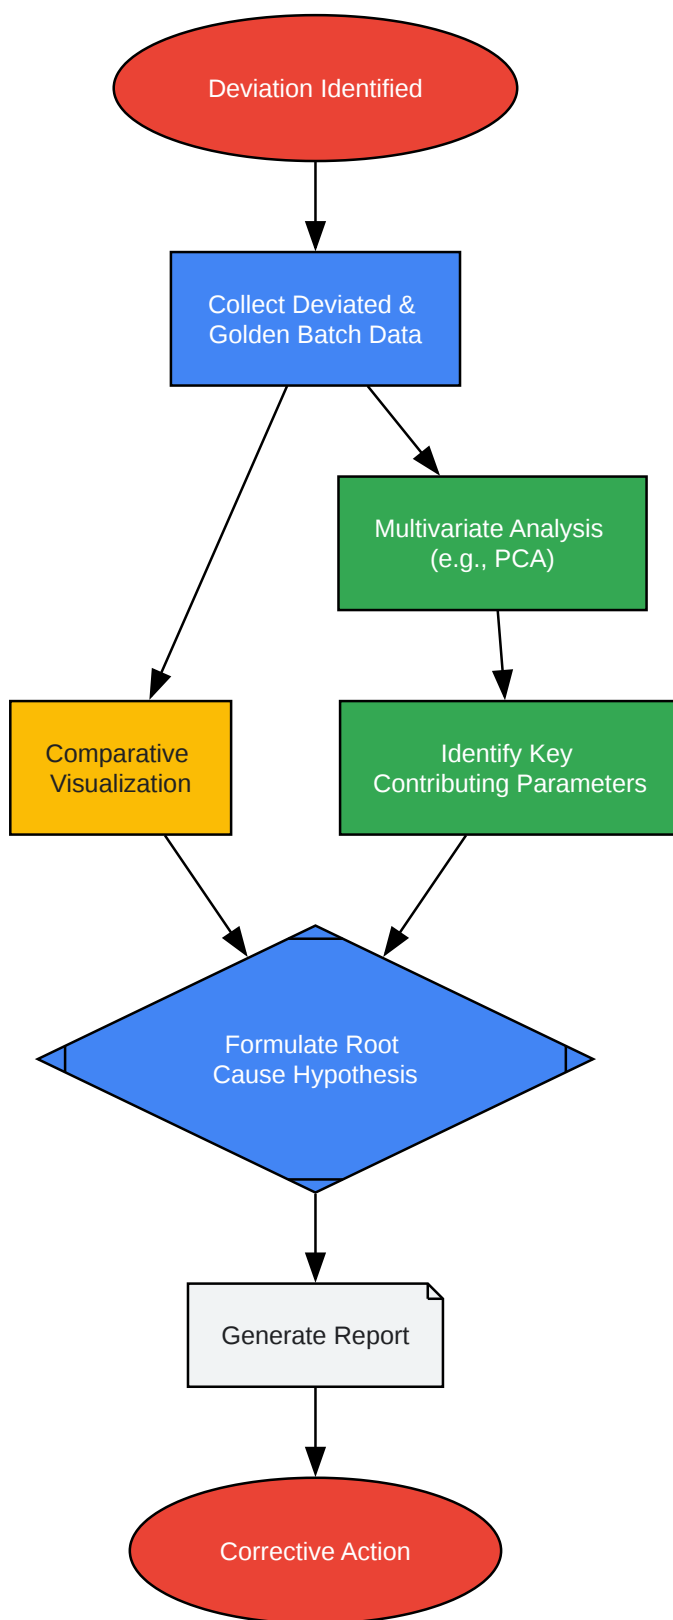 Deviation Identified
Collect Deviated &
Golden Batch Data
Multivariate Analysis
(e.g., PCA)
Comparative
Visualization
Identify Key
Contributing Parameters
Formulate Root
Cause Hypothesis
Generate Report
Corrective Action